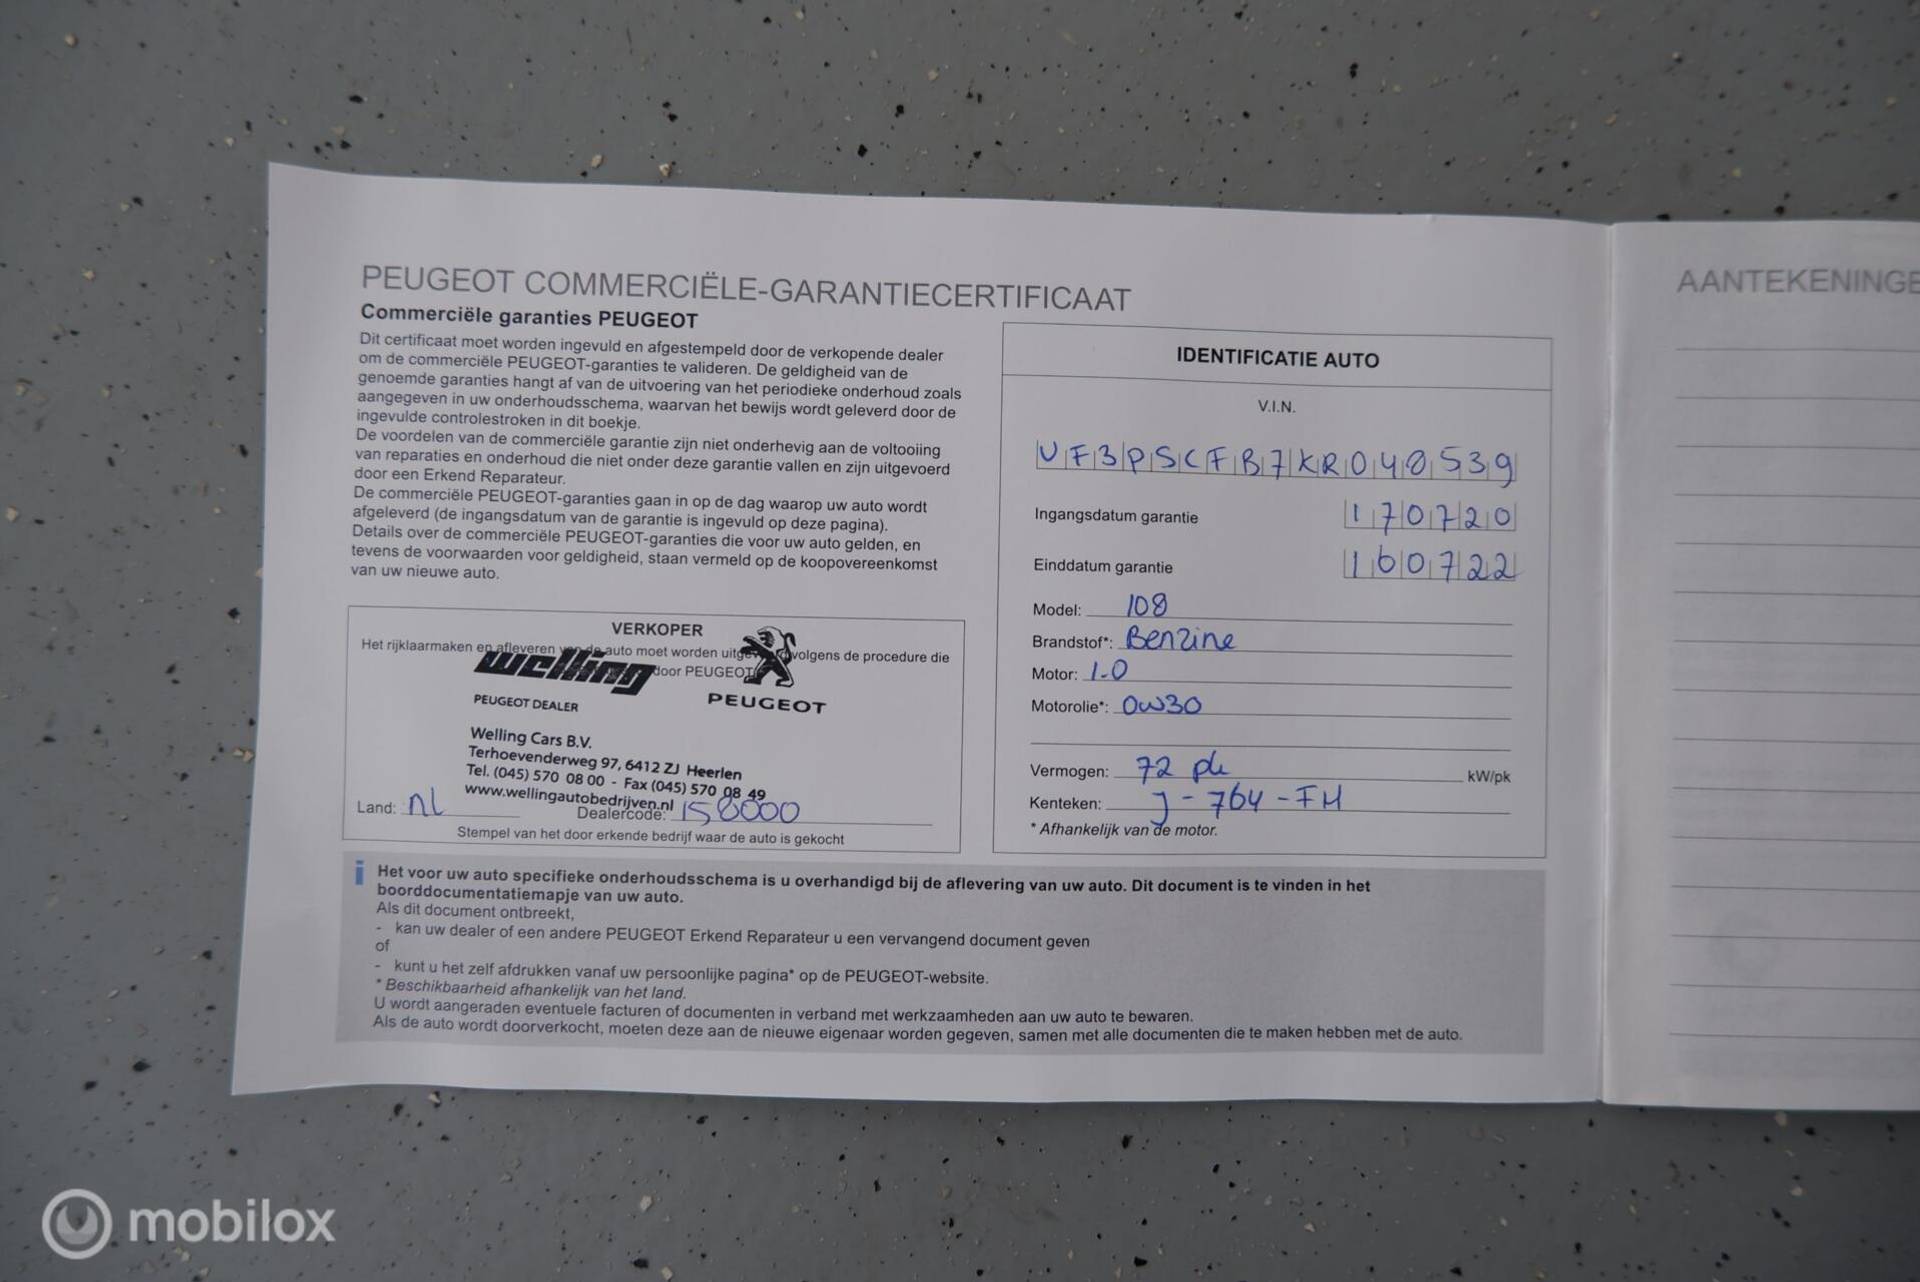 PEUGEOT COMMERCIËLE-GARANTIECERTIFICAAT
Commerciële garanties PEUGEOT
Dit certificaat moet worden ingevuld en afgestempeld door de verkopende dealer
om de commerciële PEUGEOT-garanties te valideren. De geldigheid van de
genoemde garanties hangt af van de uitvoering van het periodieke onderhoud zoals
aangegeven in uw onderhoudsschema, waarvan het bewijs wordt geleverd door de
ingevulde controlestroken in dit boekje.
De voordelen van de commerciële garantie zijn niet onderhevig aan de voltooiing
van reparaties en onderhoud die niet onder deze garantie vallen en zijn uitgevoerd
door een Erkend Reparateur.
De commerciële PEUGEOT-garanties gaan in op de dag waarop uw auto wordt
afgeleverd (de ingangsdatum van de garantie is ingevuld op deze pagina).
Details over de commerciële PEUGEOT-garanties die voor uw auto gelden, en
tevens de voorwaarden voor geldigheid, staan vermeld op de koopovereenkomst
van uw nieuwe auto.
VERKOPER
Het rijklaarmaken en afleveren van de auto moet worden volgens de procedure die
door PEUGEOT
welling
PEUGEOT DEALER
PEUGEOT
Welling Cars B.V.
Terhoevenderweg 97, 6412 ZJ Heerlen
Tel. (045) 570 08 00 - Fax (045) 570 08 49
www.wellingautobedrijven.nl
Land: nl Dealercode: 158000
Stempel van het door erkende bedrijf waar de auto is gekocht
IDENTIFICATIE AUTO
V.I.N.
VF3PSCFB7KR040539
Ingangsdatum garantie 170720
Einddatum garantie 160722
Model: 108
Brandstof*: Benzine
Motor: 1.0
Motorolie*: 0W30
Vermogen: 72 pk kW/pk
Kenteken: J-764-FH
* Afhankelijk van de motor.
i Het voor uw auto specifieke onderhoudsschema is u overhandigd bij de aflevering van uw auto. Dit document is te vinden in het
boorddocumentatiemapje van uw auto.
Als dit document ontbreekt,
- kan uw dealer of een andere PEUGEOT Erkend Reparateur u een vervangend document geven
of
- kunt u het zelf afdrukken vanaf uw persoonlijke pagina* op de PEUGEOT-website.
* Beschikbaarheid afhankelijk van het land.
U wordt aangeraden eventuele facturen of documenten in verband met werkzaamheden aan uw auto te bewaren.
Als de auto wordt doorverkocht, moeten deze aan de nieuwe eigenaar worden gegeven, samen met alle documenten die te maken hebben met de auto.
AANTEKENINGE
mobilox